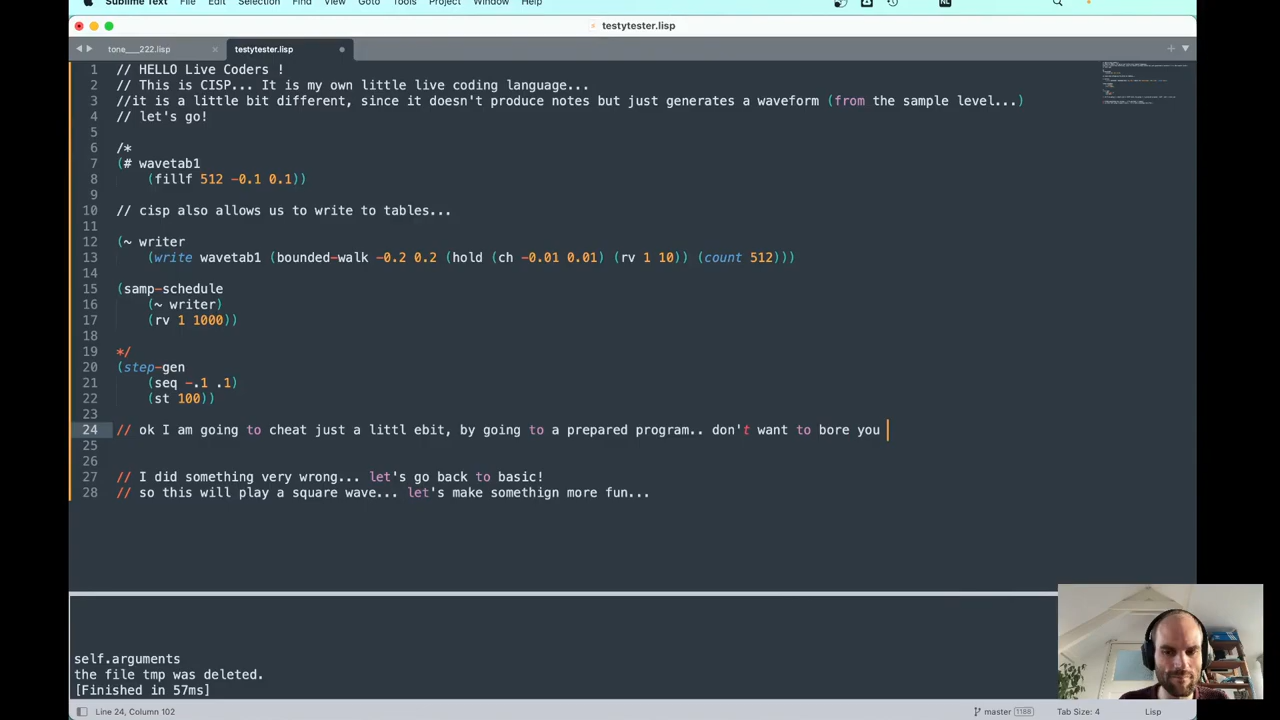 Sublime Text File Edit Selection Find View Goto Tools Project Window Help NL
testytester.lisp
tone___222.lisp testytester.lisp
1 // HELLO Live Coders !
2 // This is CISP... It is my own little live coding language...
3 //it is a little bit different, since it doesn't produce notes but just generates a waveform (from the sample level...)
4 // let's go!
5
6 /*
7 (# wavetab1
8 (fillf 512 -0.1 0.1))
9
10 // cisp also allows us to write to tables...
11
12 (~ writer
13 (write wavetab1 (bounded-walk -0.2 0.2 (hold (ch -0.01 0.01) (rv 1 10)) (count 512)))
14
15 (samp-schedule
16 (~ writer)
17 (rv 1 1000))
18
19 */
20 (step-gen
21 (seq -.1 .1)
22 (st 100))
23
24 // ok I am going to cheat just a littl ebit, by going to a prepared program.. don't want to bore you
25
26
27 // I did something very wrong... let's go back to basic!
28 // so this will play a square wave... let's make somethign more fun...
self.arguments
the file tmp was deleted.
[Finished in 57ms]
Line 24, Column 102 master 1188 Tab Size: 4 Lisp